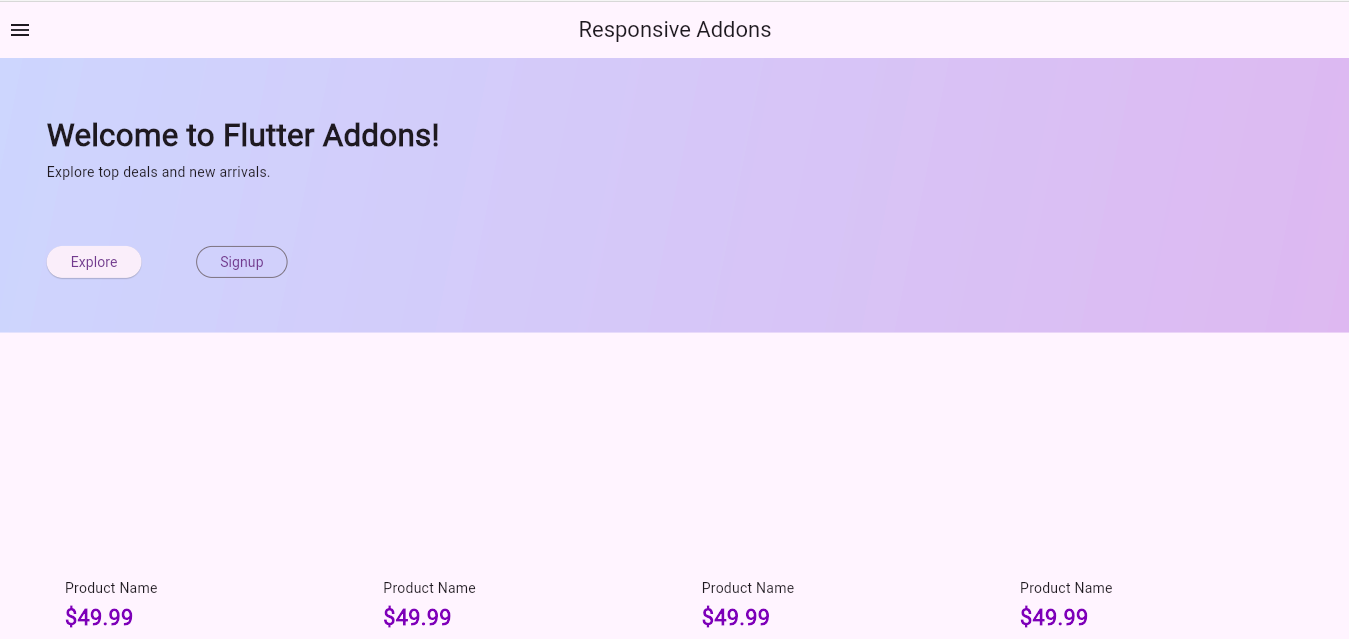 Responsive Addons
Welcome to Flutter Addons!
Explore top deals and new arrivals.
Explore Signup
Product Name Product Name Product Name Product Name
$49.99 $49.99 $49.99 $49.99